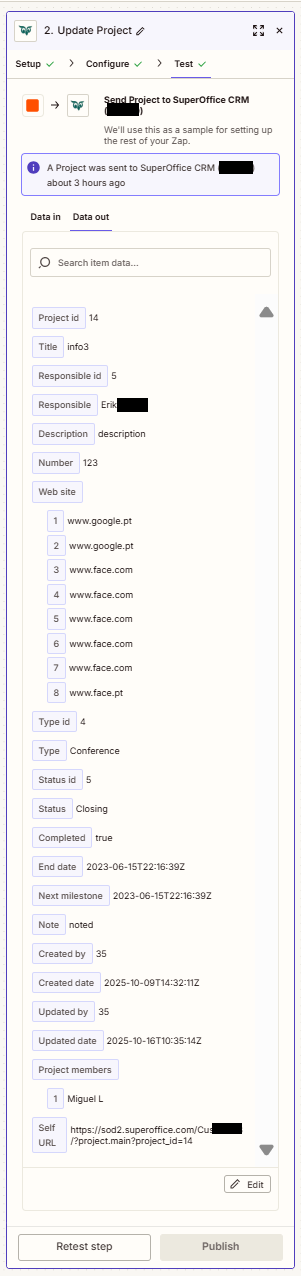 2. Update Project
Setup
Configure
Test
Send Project to SuperOffice CRM
( )
We'll use this as a sample for setting up
the rest of your Zap.
A Project was sent to SuperOffice CRM ( )
about 3 hours ago
Data in Data out
Search item data...
Project id 14
Title info3
Responsible id 5
Responsible Erik
Description description
Number 123
Web site
1 www.google.pt
2 www.google.pt
3 www.face.com
4 www.face.com
5 www.face.com
6 www.face.com
7 www.face.com
8 www.face.pt
Type id 4
Type Conference
Status id 5
Status Closing
Completed true
End date 2023-06-15T22:16:39Z
Next milestone 2023-06-15T22:16:39Z
Note noted
Created by 35
Created date 2025-10-09T14:32:11Z
Updated by 35
Updated date 2025-10-16T10:35:14Z
Project members
1 Miguel L
Self URL https://sod2.superoffice.com/Cus
/?project.main?project_id=14
Edit
Retest step Publish